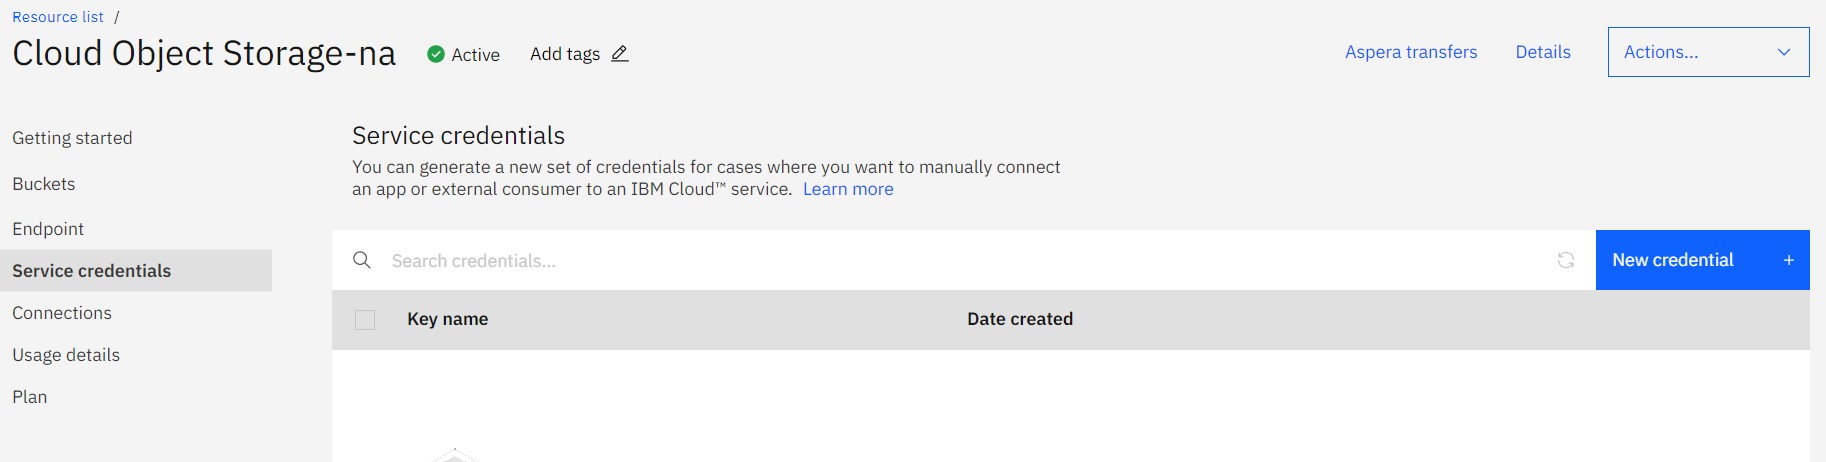 Resource list /
Cloud Object Storage-na Active Add tags Aspera transfers Details Actions...
Getting started
Buckets
Endpoint
Service credentials
Connections
Usage details
Plan
Service credentials
You can generate a new set of credentials for cases where you want to manually connect
an app or external consumer to an IBM Cloud™ service. Learn more
Search credentials... New credential +
Key name Date created